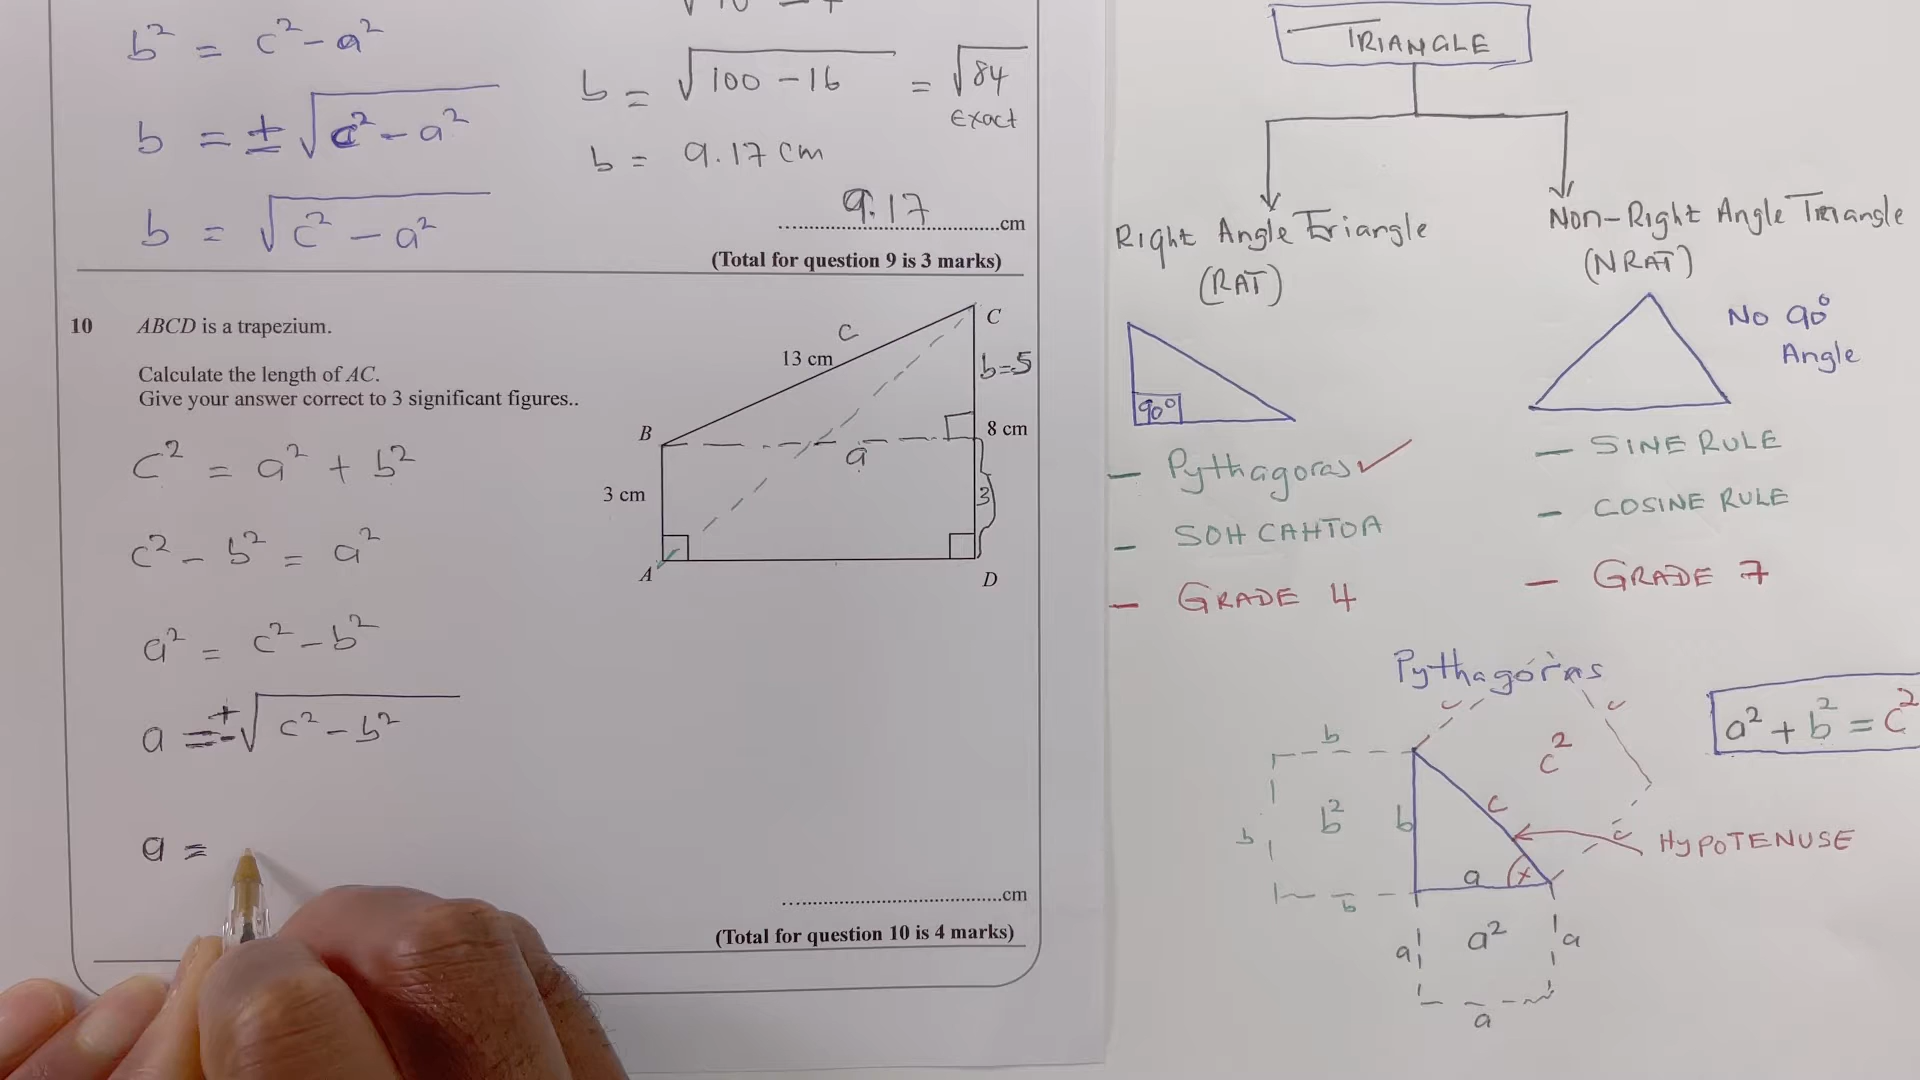 b² = c² - a²
b = ± √c² - a²
b = √c² - a²
b = √100 - 16 = √84
Exact
b = 9.17 cm
9.17 cm
(Total for question 9 is 3 marks)
10 ABCD is a trapezium.
Calculate the length of AC.
Give your answer correct to 3 significant figures..
c² = a² + b²
c² - b² = a²
a² = c² - b²
a = ± √c² - b²
a =
C
c
13 cm
b=5
B
8 cm
a
3 cm
3
A
D
cm
(Total for question 10 is 4 marks)
TRIANGLE
Right Angle Triangle
(RAT)
90°
- Pythagoras ✓
- SOH CAHTOA
- GRADE 4
Non-Right Angle Triangle
(NRAT)
No 90°
Angle
- SINE RULE
- COSINE RULE
- GRADE 7
Pythagoras
a² + b² = c²
c
c
b
c²
b
b²
b
c
c
HYPOTENUSE
a
x
b
a
a²
a
a